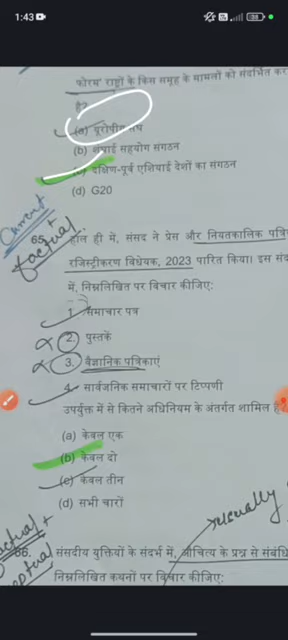 1:43
फोरम' राष्ट्रों के किस समूह के मामलों को संदर्भित कर
है?
(a) यूरोपीय संघ
(b) शंघाई सहयोग संगठन
(c) दक्षिण-पूर्व एशियाई देशों का संगठन
(d) G20
Current
factual
65. हाल ही में, संसद ने प्रेस और नियतकालिक पत्रि
रजिस्ट्रीकरण विधेयक, 2023 पारित किया। इस संद
में, निम्नलिखित पर विचार कीजिए:
1. समाचार पत्र
2. पुस्तकें
3. वैज्ञानिक पत्रिकाएं
4. सार्वजनिक समाचारों पर टिप्पणी
उपर्युक्त में से कितने अधिनियम के अंतर्गत शामिल हैं?
(a) केवल एक
(b) केवल दो
(c) केवल तीन
(d) सभी चारों
usually
factual +
66. संसदीय युक्तियों के संदर्भ में, औचित्य के प्रश्न से संबंधि
निम्नलिखित कथनों पर विचार कीजिए: